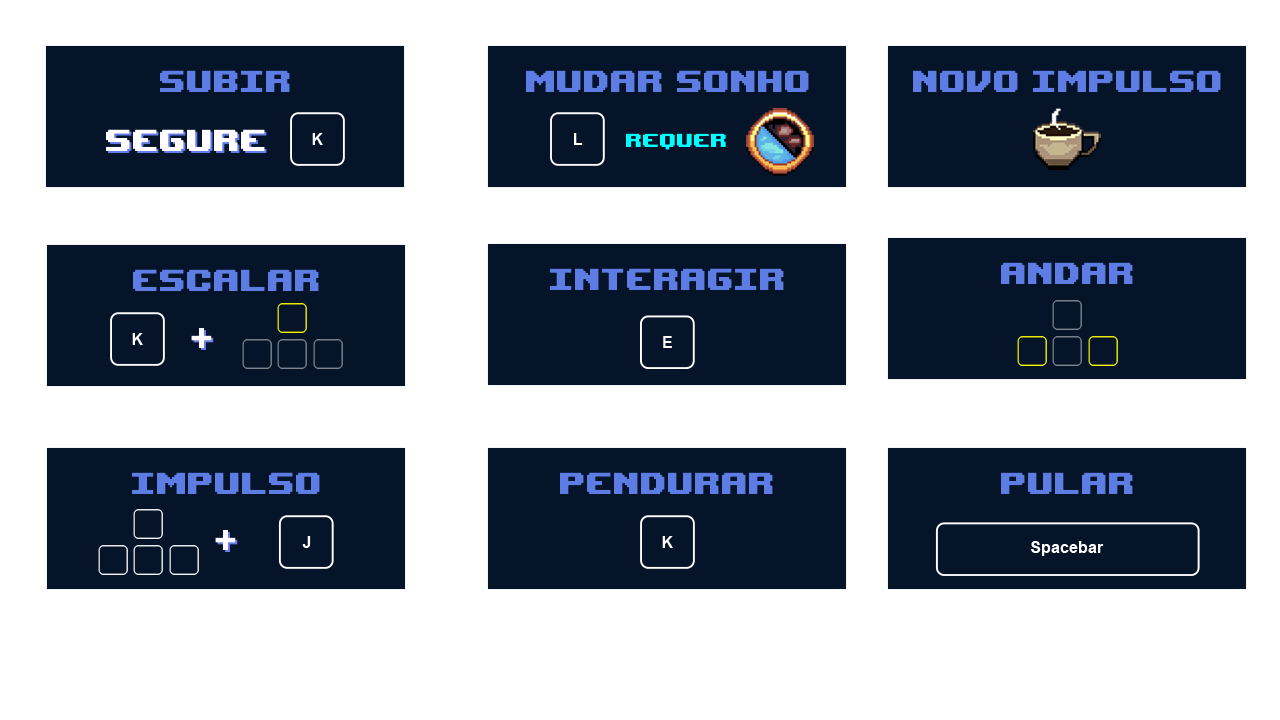 SUBIR
SEGURE K
MUDAR SONHO
L REQUER
NOVO IMPULSO
ESCALAR
K +
INTERAGIR
E
ANDAR
IMPULSO
+ J
PENDURAR
K
PULAR
Spacebar